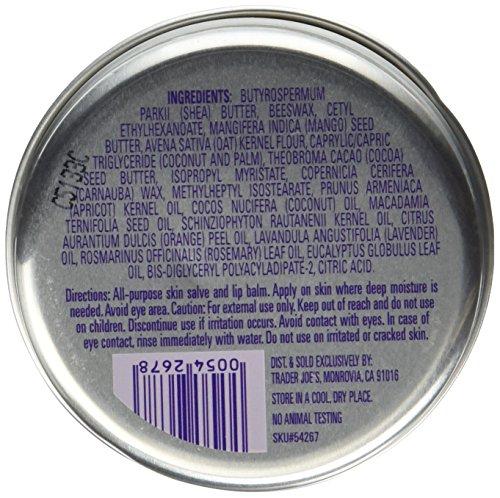 INGREDIENTS: BUTYROSPERMUM
PARKII (SHEA) BUTTER, BEESWAX, CETYL
ETHYLHEXANOATE, MANGIFERA INDICA (MANGO) SEED
BUTTER, AVENA SATIVA (OAT) KERNEL FLOUR, CAPRYLIC/CAPRIC
TRIGLYCERIDE (COCONUT AND PALM), THEOBROMA CACAO (COCOA)
SEED BUTTER, ISOPROPYL MYRISTATE, COPERNICIA CERIFERA
(CARNAUBA) WAX, METHYLHEPTYL ISOSTEARATE, PRUNUS ARMENIACA
(APRICOT) KERNEL OIL, COCOS NUCIFERA (COCONUT) OIL, MACADAMIA
TERNIFOLIA SEED OIL, SCHINZIOPHYTON RAUTANENII KERNEL OIL, CITRUS
AURANTIUM DULCIS (ORANGE) PEEL OIL, LAVANDULA ANGUSTIFOLIA (LAVENDER)
OIL, ROSMARINUS OFFICINALIS (ROSEMARY) LEAF OIL, EUCALYPTUS GLOBULUS LEAF
OIL, BIS-DIGLYCERYL POLYACYLADIPATE-2, CITRIC ACID.
Directions: All-purpose skin salve and lip balm. Apply on skin where deep moisture is
needed. Avoid eye area. Caution: For external use only. Keep out of reach and do not use
on children. Discontinue use if irritation occurs. Avoid contact with eyes. In case of
eye contact, rinse immediately with water. Do not use on irritated or cracked skin.
0054 2678
DIST. & SOLD EXCLUSIVELY BY:
TRADER JOE'S, MONROVIA, CA 91016
STORE IN A COOL, DRY PLACE.
NO ANIMAL TESTING
SKU#54267